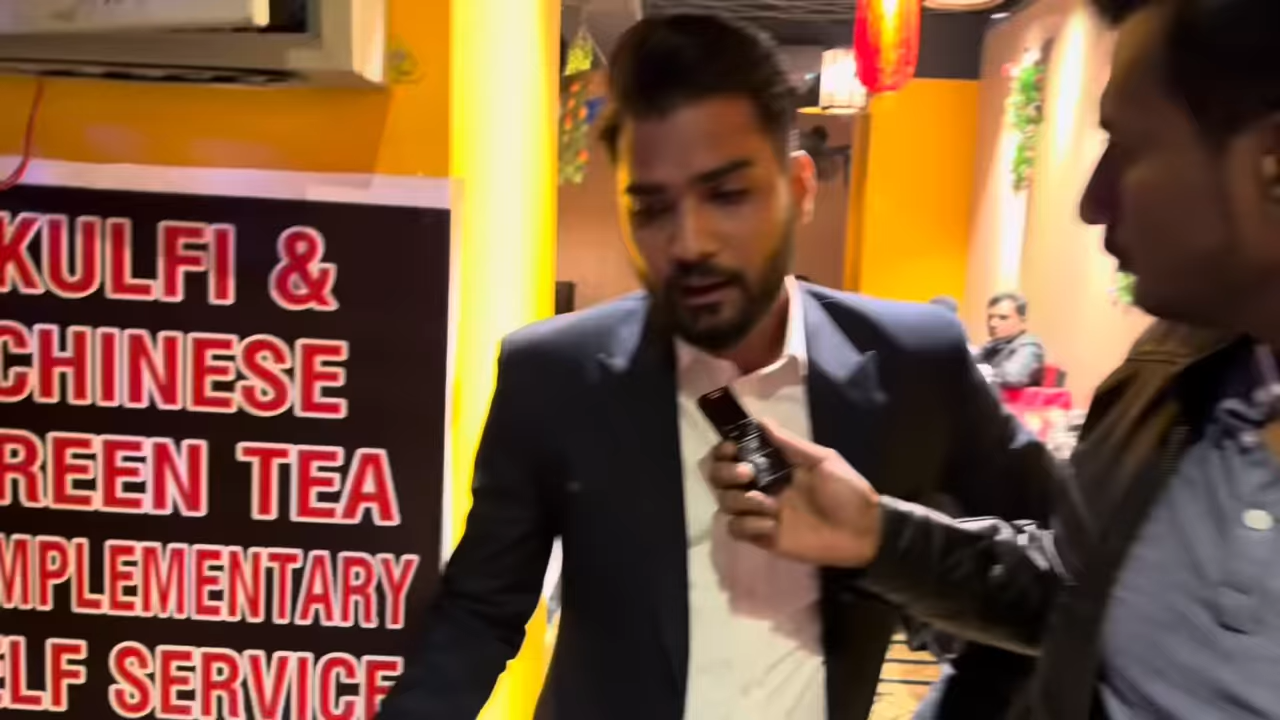 KULFI &
CHINESE
REEN TEA
MPLEMENTARY
ELF SERVICE